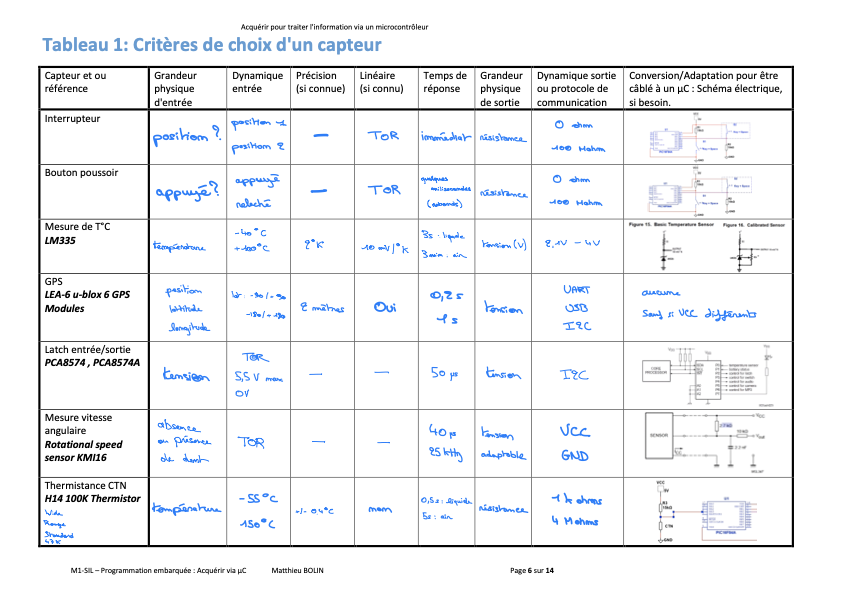 Acquérir pour traiter l'information via un microcontrôleur
Tableau 1: Critères de choix d'un capteur
Capteur et ou référence
Grandeur physique d'entrée
Dynamique entrée
Précision (si connue)
Linéaire (si connu)
Temps de réponse
Grandeur physique de sortie
Dynamique sortie ou protocole de communication
Conversion/Adaptation pour être câblé à un µC : Schéma électrique, si besoin.
Interrupteur
position ?
position 1
position 2
—
TOR
immédiat
résistance
0 ohm
100 Mohm
Bouton poussoir
appuyé ?
appuyé
relaché
—
TOR
quelques
millisecondes
(rebonds)
résistance
0 ohm
100 Mohm
Mesure de T°C
LM335
température
-40°C
+100°C
2°K
10 mV/°K
3s : liquide
3min : air
tension (V)
2,1V - 4V
Figure 15. Basic Temperature Sensor
Figure 16. Calibrated Sensor
GPS
LEA-6 u-blox 6 GPS
Modules
position
latitude
longitude
-90/+90
-180/+180
2 mètres
Oui
0,2s
1s
tension
UART
USB
I2C
aucune
Sauf si VCC différents
Latch entrée/sortie
PCA8574 , PCA8574A
tension
TOR
5,5 V max
0V
—
—
50 µs
tension
I2C
CORE PROCESSOR
Mesure vitesse
angulaire
Rotational speed
sensor KMI16
absence
ou présence
de dent
TOR
—
—
40 µs
25 kHz
tension
adaptable
VCC
GND
SENSOR
Thermistance CTN
H14 100K Thermistor
Wide
Range
Standard
47K
température
-55°C
150°C
+/- 0.4°C
non
0,5s : liquide
5s : air
résistance
1 k ohms
4 M ohms
VCC
5V
CTN
GND
M1-SIL – Programmation embarquée : Acquérir via µC
Matthieu BOLIN
Page 6 sur 14